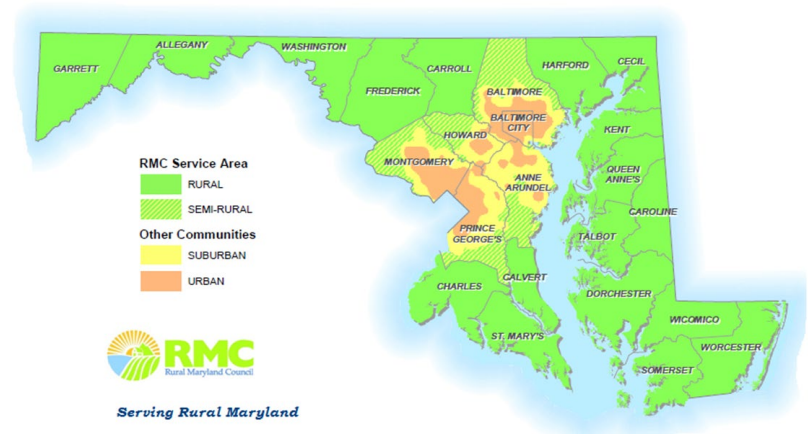 ALLEGANY
WASHINGTON
GARRETT
CARROLL
HARFORD
CECIL
FREDERICK
BALTIMORE
BALTIMORE
CITY
KENT
HOWARD
MONTGOMERY
QUEEN
ANNE'S
ANNE
ARUNDEL
CAROLINE
PRINCE
GEORGE'S
TALBOT
CALVERT
CHARLES
DORCHESTER
ST. MARY'S
WICOMICO
WORCESTER
SOMERSET
RMC Service Area
RURAL
SEMI-RURAL
Other Communities
SUBURBAN
URBAN
RMC
Rural Maryland Council
Serving Rural Maryland